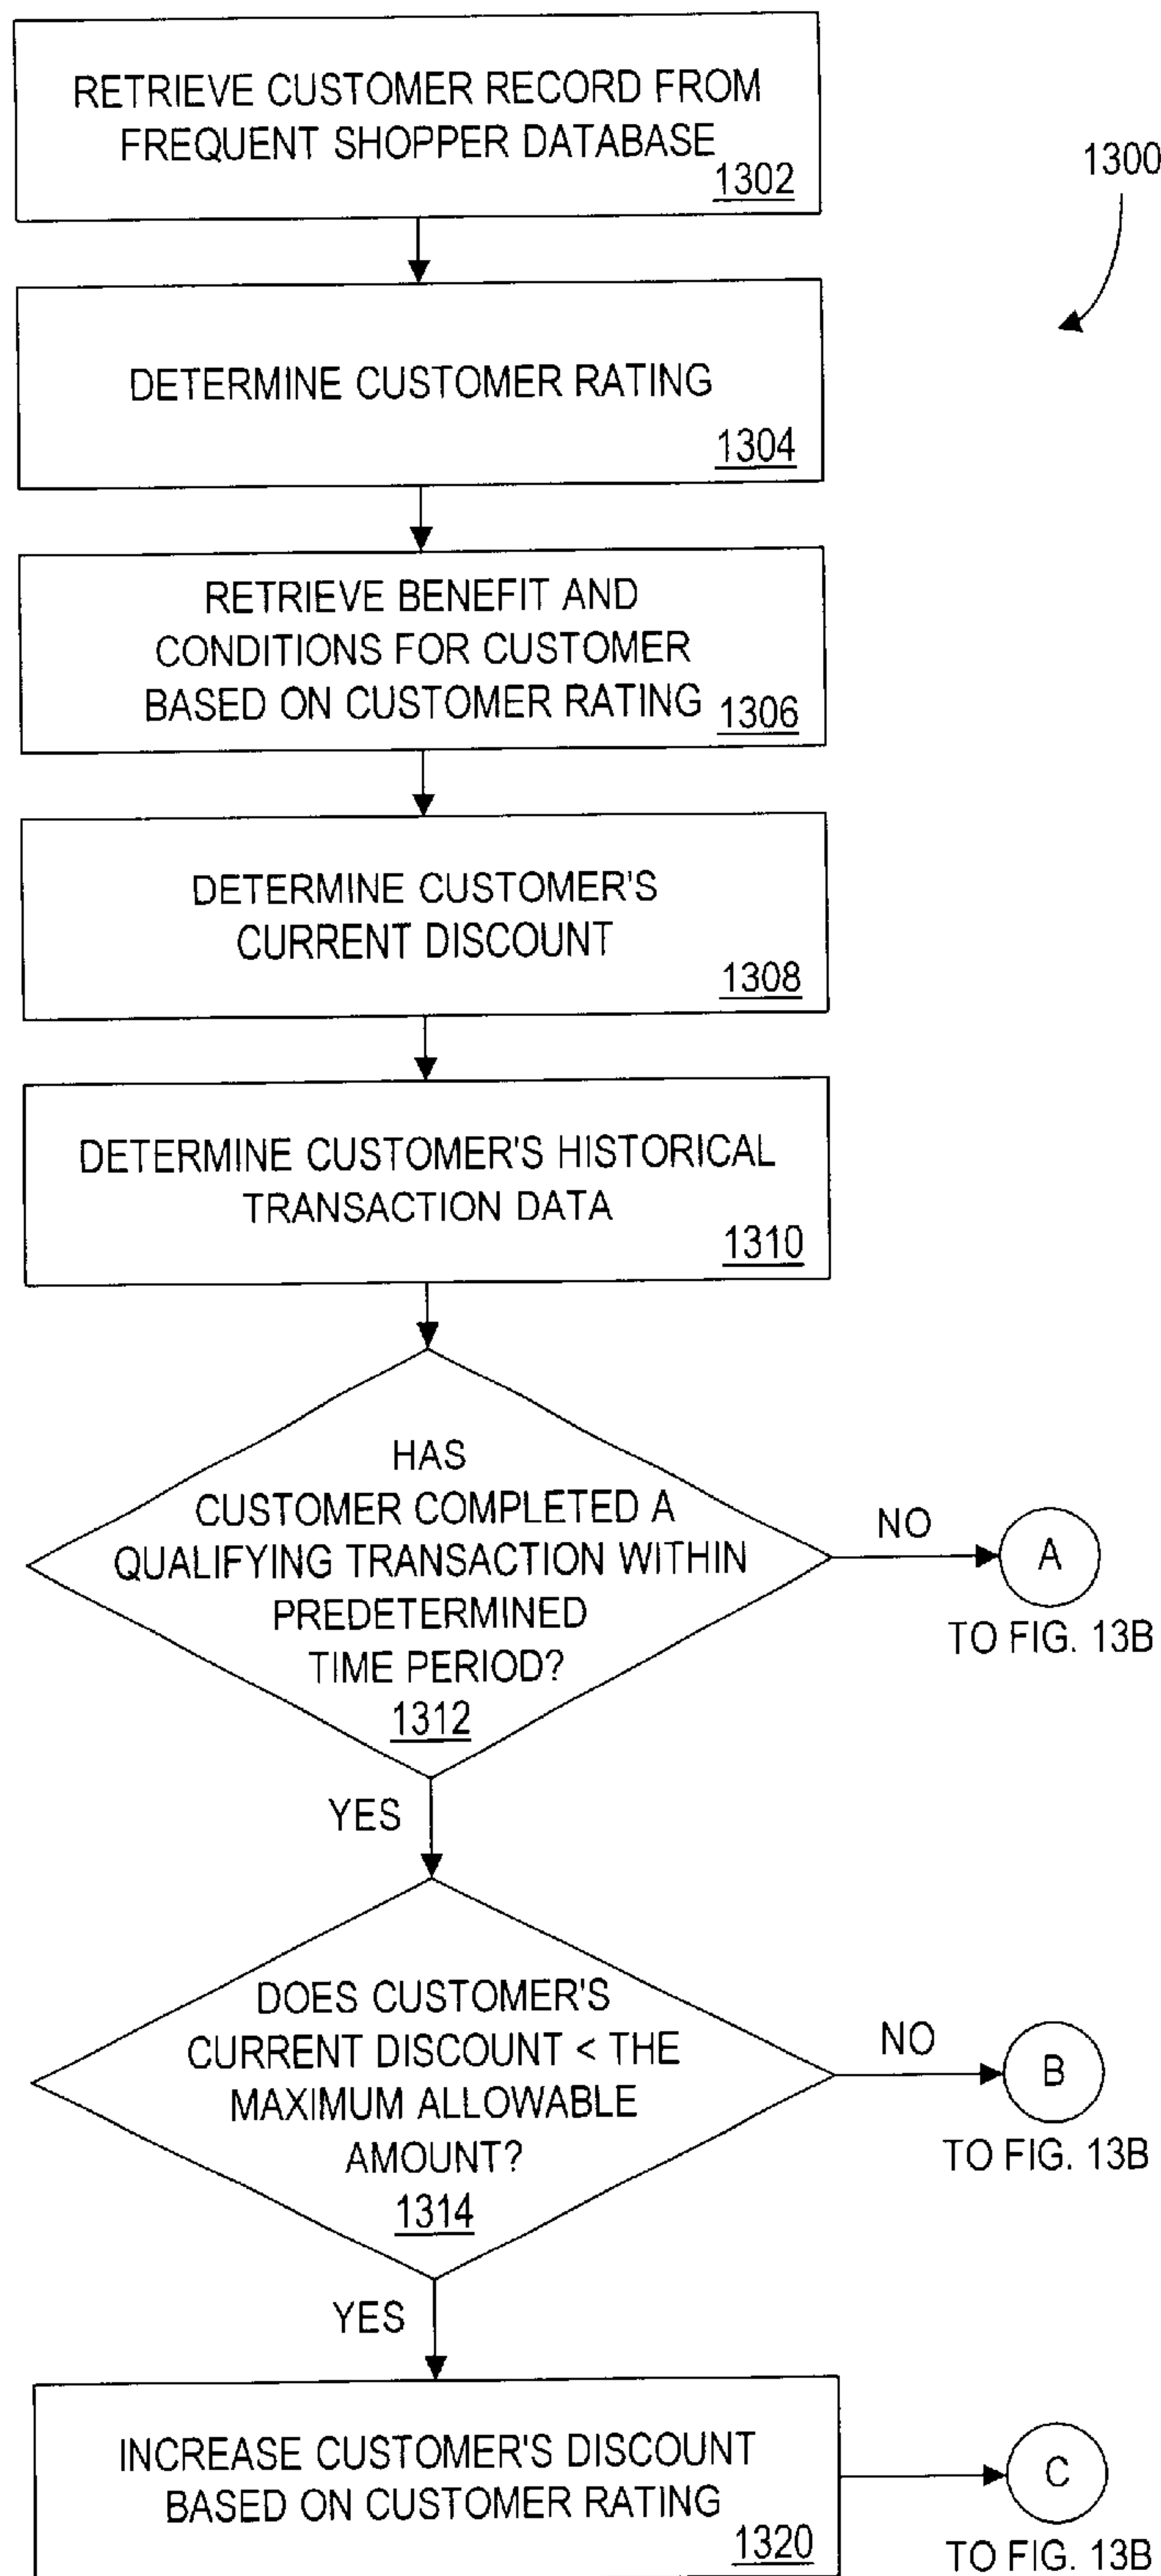 RETRIEVE CUSTOMER RECORD FROM
FREQUENT SHOPPER DATABASE
1302
1300
DETERMINE CUSTOMER RATING
1304
RETRIEVE BENEFIT AND
CONDITIONS FOR CUSTOMER
BASED ON CUSTOMER RATING
1306
DETERMINE CUSTOMER'S
CURRENT DISCOUNT
1308
DETERMINE CUSTOMER'S HISTORICAL
TRANSACTION DATA
1310
HAS
CUSTOMER COMPLETED A
QUALIFYING TRANSACTION WITHIN
PREDETERMINED
TIME PERIOD?
1312
NO
A
TO FIG. 13B
YES
DOES CUSTOMER'S
CURRENT DISCOUNT < THE
MAXIMUM ALLOWABLE
AMOUNT?
1314
NO
B
TO FIG. 13B
YES
INCREASE CUSTOMER'S DISCOUNT
BASED ON CUSTOMER RATING
1320
C
TO FIG. 13B